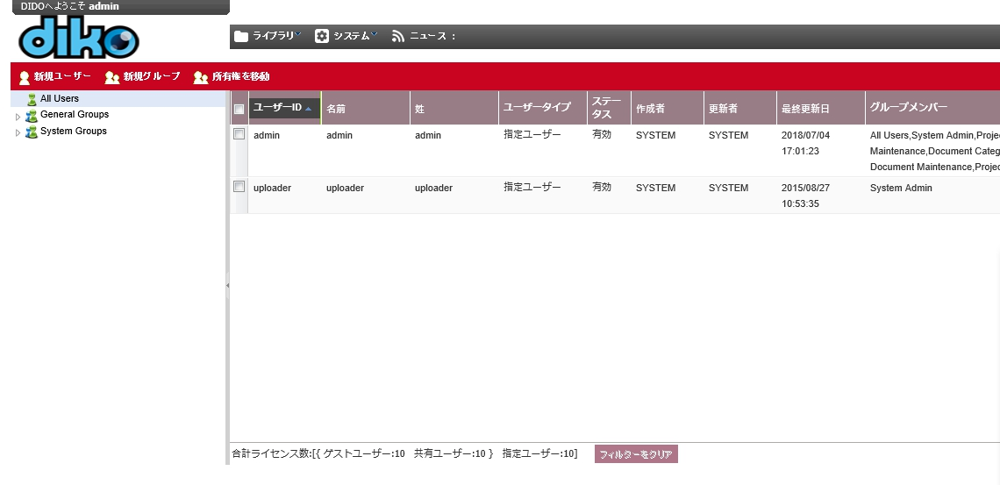 DIDOへようこそ admin
diko
ライブラリ システム ニュース :
新規ユーザー 新規グループ 所有権を移動
All Users
General Groups
System Groups
ユーザーID 名前 姓 ユーザータイプ ステー
タス 作成者 更新者 最終更新日 グループメンバー
admin admin admin 指定ユーザー 有効 SYSTEM SYSTEM 2018/07/04
17:01:23
All Users,System Admin,Projec
Maintenance,Document Categ
Document Maintenance,Projec
uploader uploader uploader 指定ユーザー 有効 SYSTEM SYSTEM 2015/08/27
10:53:35
System Admin
合計ライセンス数:[{ ゲストユーザー:10 共有ユーザー:10 } 指定ユーザー:10] フィルターをクリア